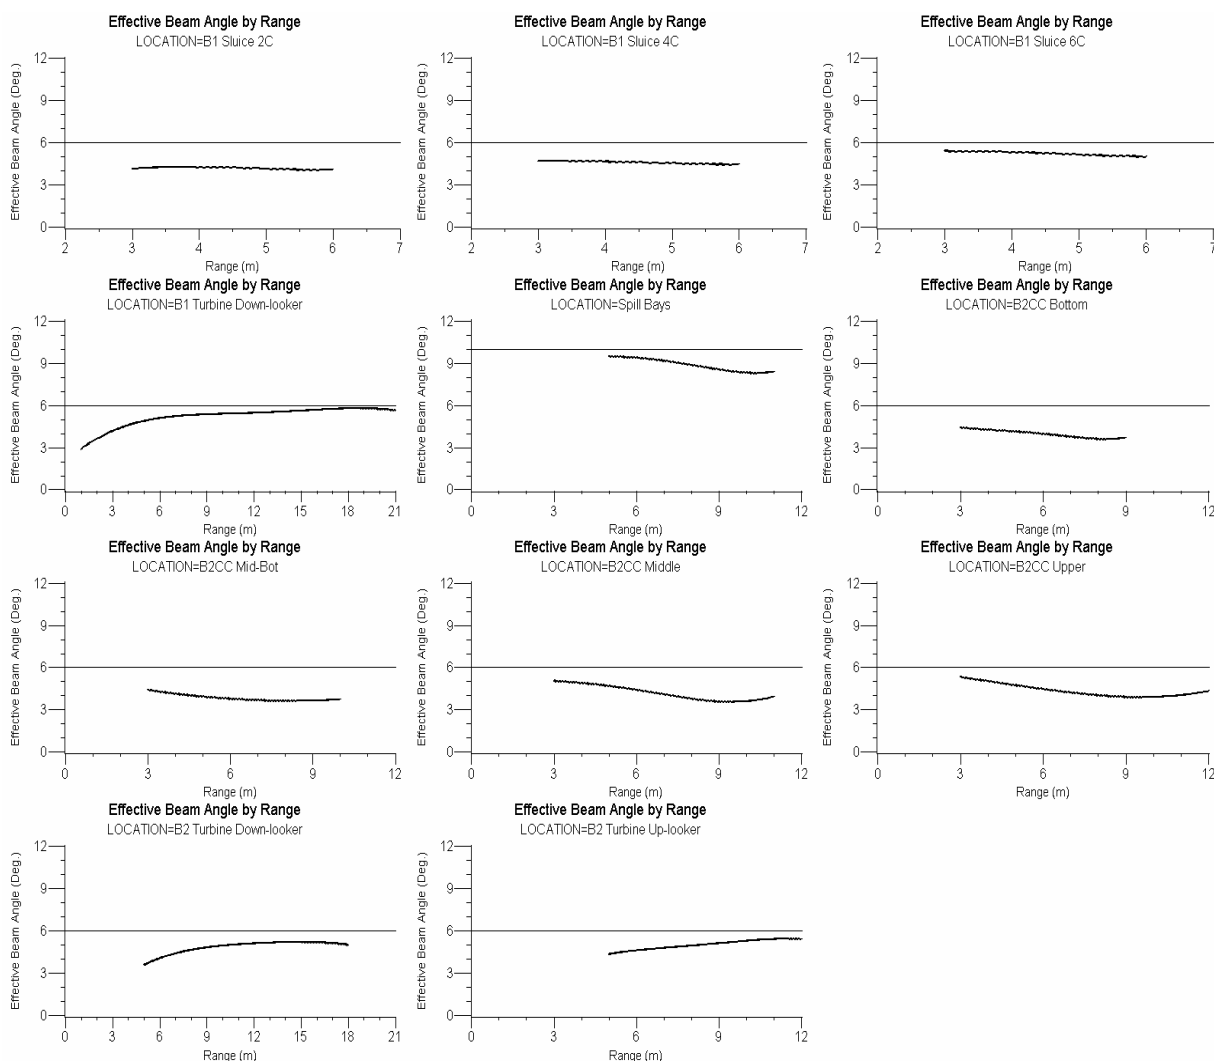 Effective Beam Angle by Range
LOCATION=B1 Sluice 2C
Effective Beam Angle (Deg.)
12
9
6
3
0
2 3 4 5 6 7
Range (m)
Effective Beam Angle by Range
LOCATION=B1 Sluice 4C
Effective Beam Angle (Deg.)
12
9
6
3
0
2 3 4 5 6 7
Range (m)
Effective Beam Angle by Range
LOCATION=B1 Sluice 6C
Effective Beam Angle (Deg.)
12
9
6
3
0
2 3 4 5 6 7
Range (m)
Effective Beam Angle by Range
LOCATION=B1 Turbine Down-looker
Effective Beam Angle (Deg.)
12
9
6
3
0
0 3 6 9 12 15 18 21
Range (m)
Effective Beam Angle by Range
LOCATION=Spill Bays
Effective Beam Angle (Deg.)
12
9
6
3
0
0 3 6 9 12
Range (m)
Effective Beam Angle by Range
LOCATION=B2CC Bottom
Effective Beam Angle (Deg.)
12
9
6
3
0
0 3 6 9 12
Range (m)
Effective Beam Angle by Range
LOCATION=B2CC Mid-Bot
Effective Beam Angle (Deg.)
12
9
6
3
0
0 3 6 9 12
Range (m)
Effective Beam Angle by Range
LOCATION=B2CC Middle
Effective Beam Angle (Deg.)
12
9
6
3
0
0 3 6 9 12
Range (m)
Effective Beam Angle by Range
LOCATION=B2CC Upper
Effective Beam Angle (Deg.)
12
9
6
3
0
0 3 6 9 12
Range (m)
Effective Beam Angle by Range
LOCATION=B2 Turbine Down-looker
Effective Beam Angle (Deg.)
12
9
6
3
0
0 3 6 9 12 15 18 21
Range (m)
Effective Beam Angle by Range
LOCATION=B2 Turbine Up-looker
Effective Beam Angle (Deg.)
12
9
6
3
0
0 3 6 9 12
Range (m)